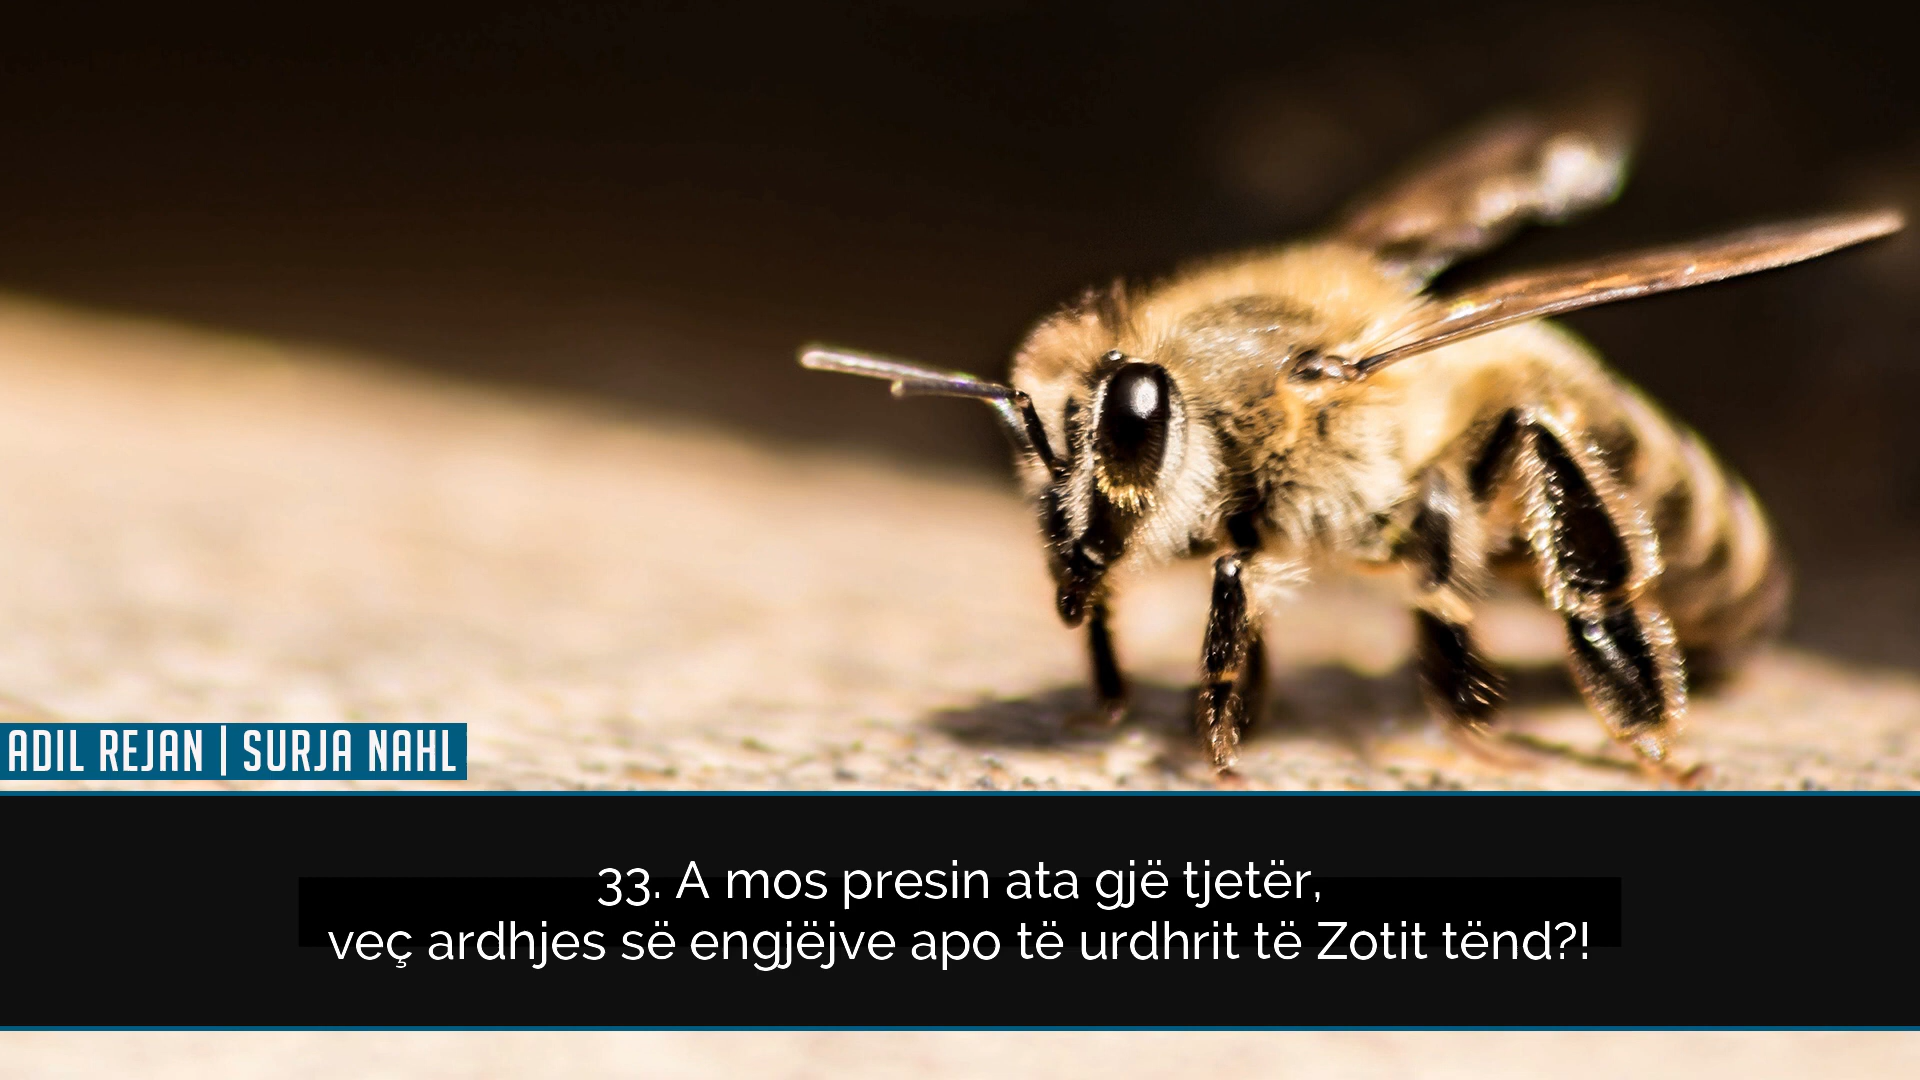 ADIL REJAN | SURJA NAHL
33. A mos presin ata gjë tjetër,
veç ardhjes së engjëjve apo të urdhrit të Zotit tënd?!